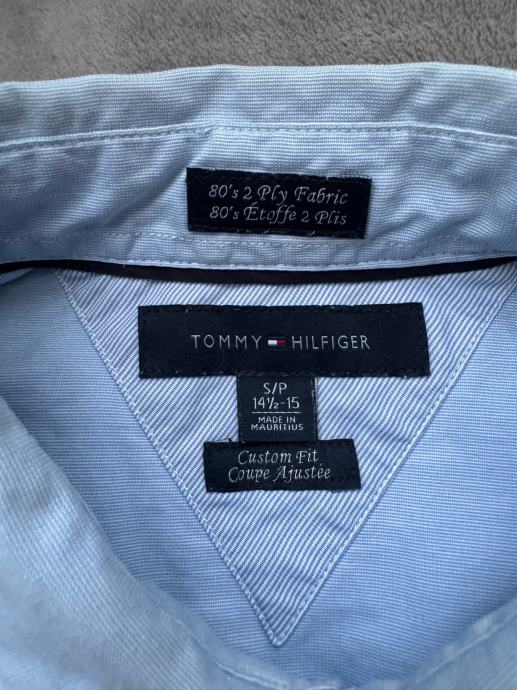 80's 2 Ply Fabric
80's Etoffe 2 Plis
TOMMY HILFIGER
S/P
14½-15
MADE IN
MAURITIUS
Custom Fit
Coupe Ajustée